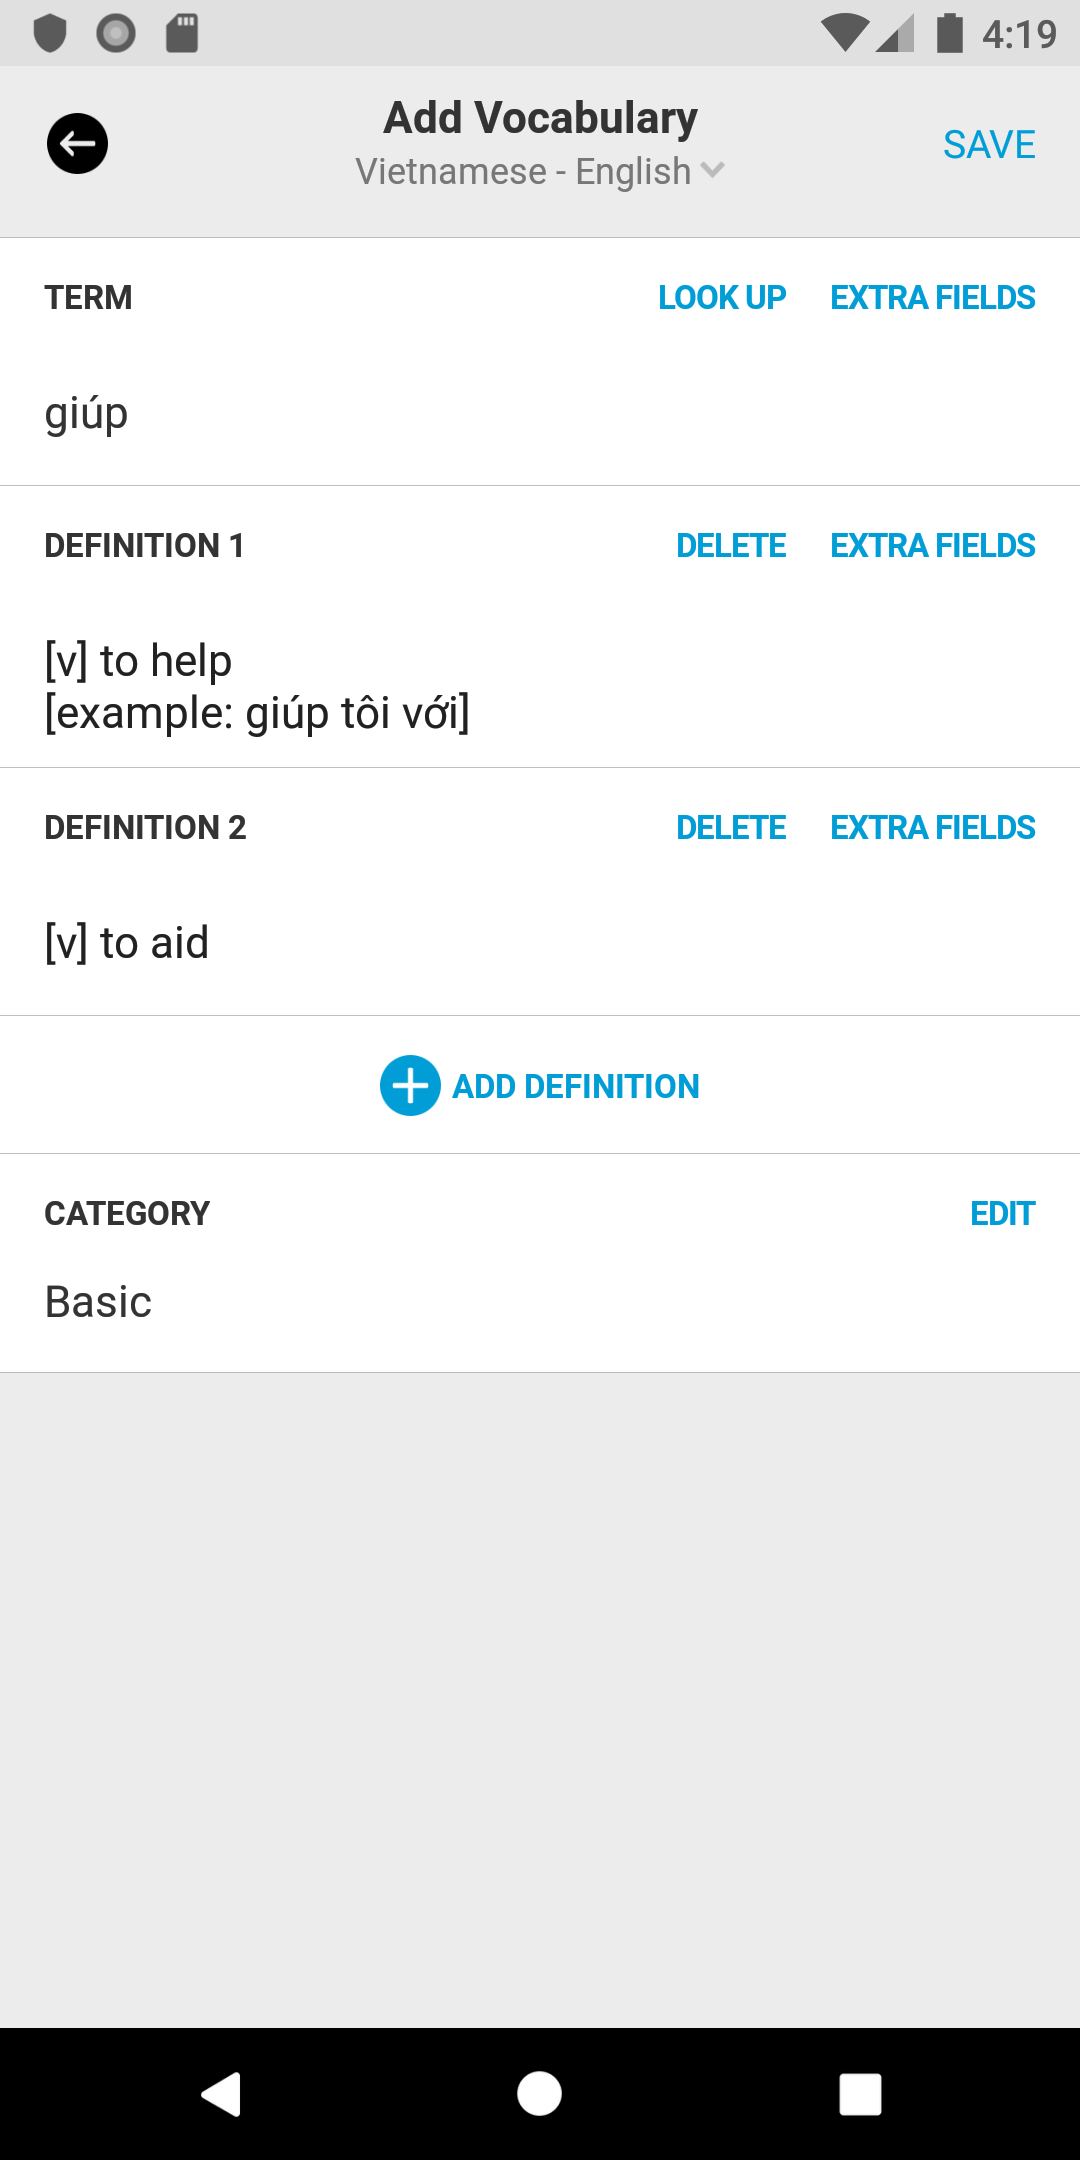 4:19
Add Vocabulary
Vietnamese - English
SAVE
TERM LOOK UP EXTRA FIELDS
giúp
DEFINITION 1 DELETE EXTRA FIELDS
[v] to help
[example: giúp tôi với]
DEFINITION 2 DELETE EXTRA FIELDS
[v] to aid
ADD DEFINITION
CATEGORY EDIT
Basic